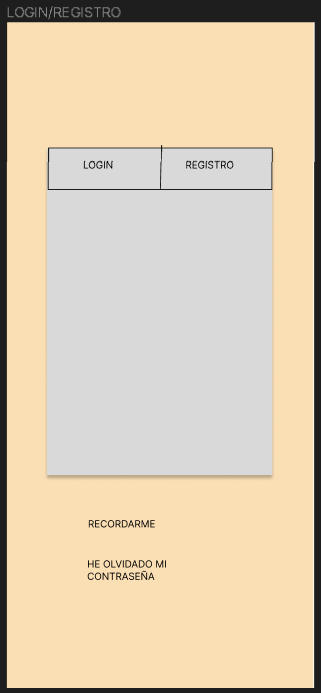 LOGIN/REGISTRO
LOGIN
REGISTRO
RECORDARME
HE OLVIDADO MI
CONTRASEÑA